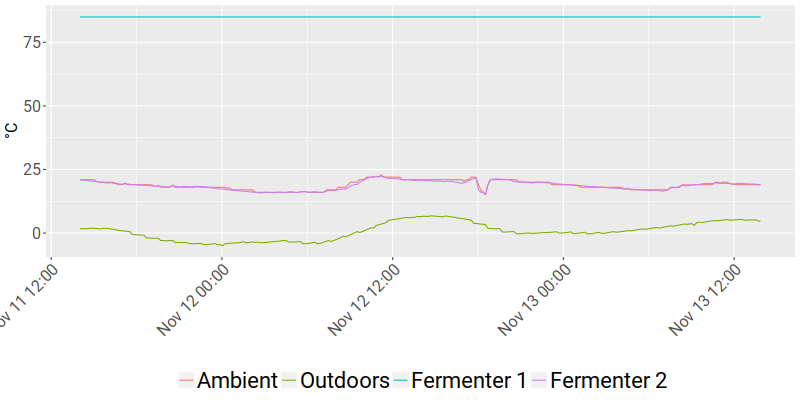 75
50
25
0
°C
ov 11 12:00
Nov 12 00:00
Nov 12 12:00
Nov 13 00:00
Nov 13 12:00
Ambient Outdoors Fermenter 1 Fermenter 2